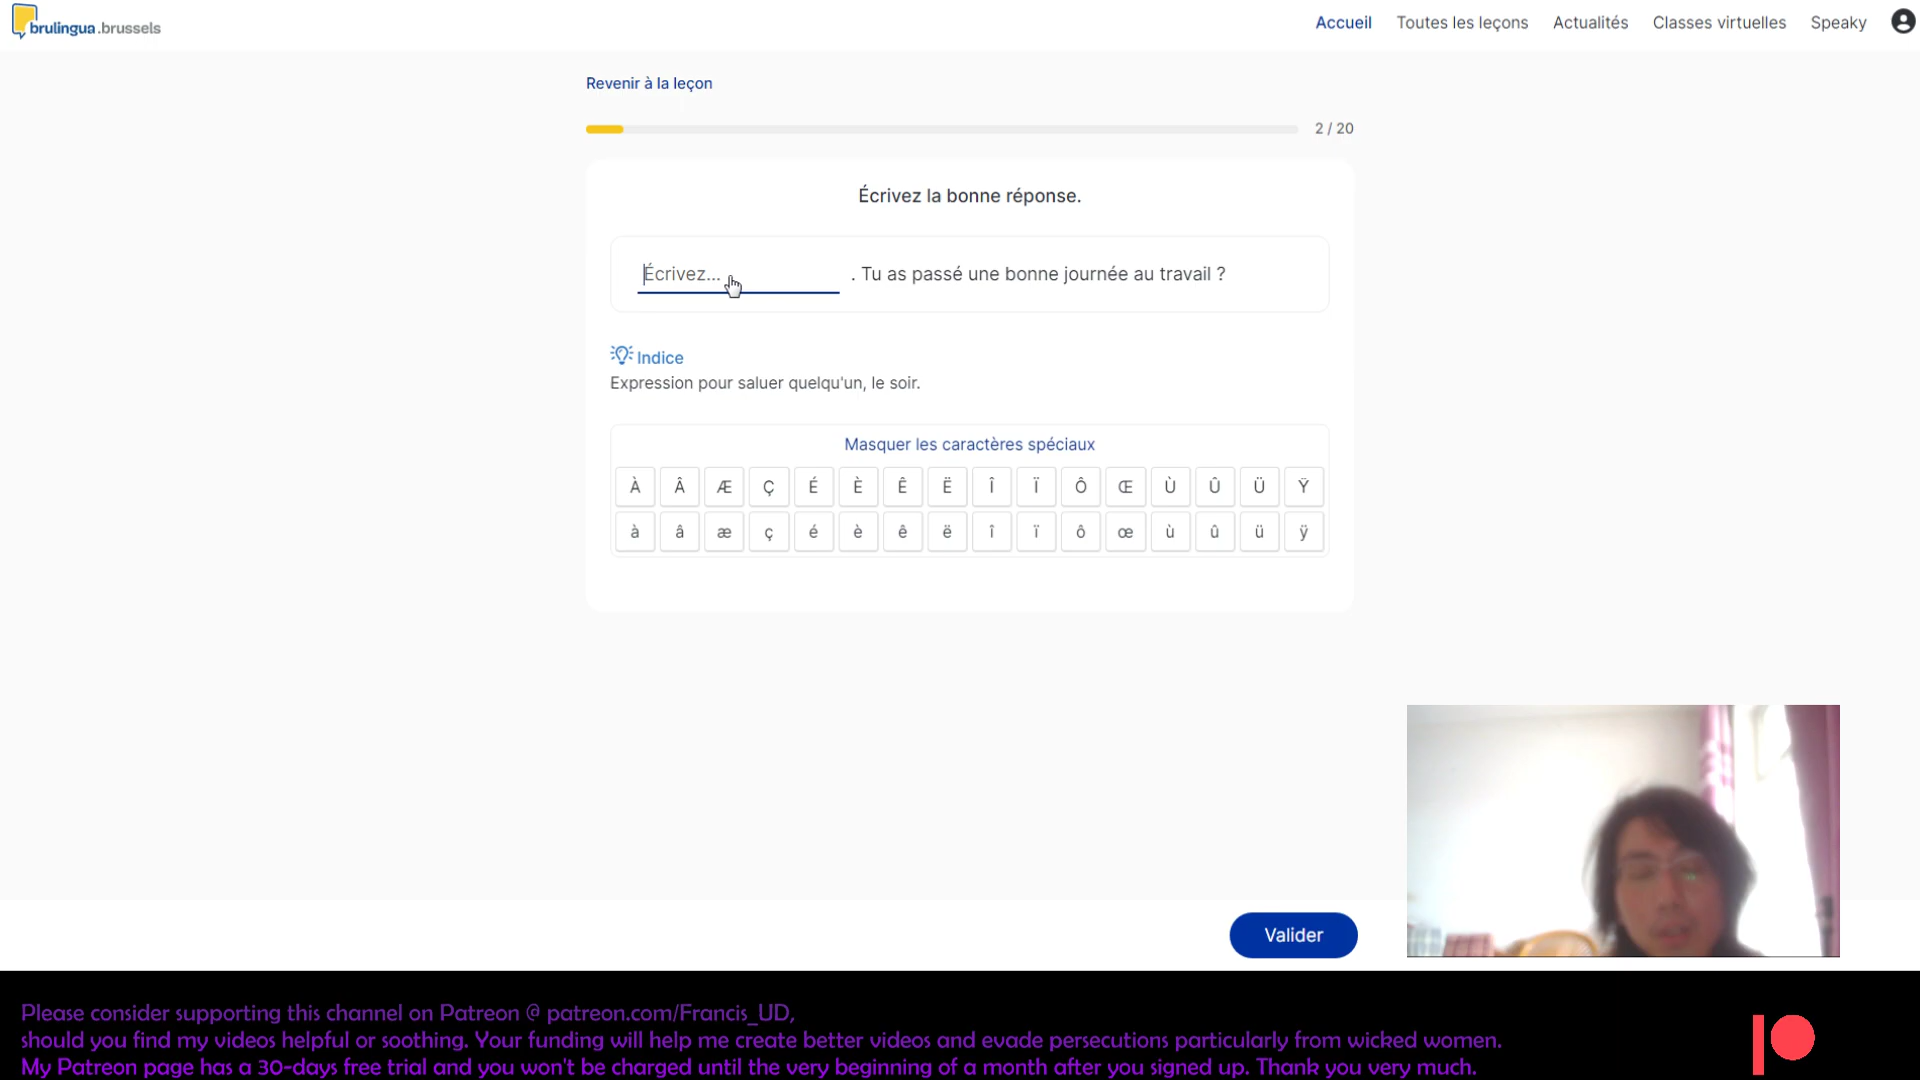 brulingua.brussels
Accueil Toutes les leçons Actualités Classes virtuelles Speaky
Revenir à la leçon
2 / 20
Écrivez la bonne réponse.
Écrivez... . Tu as passé une bonne journée au travail ?
Indice
Expression pour saluer quelqu'un, le soir.
Masquer les caractères spéciaux
À Â Æ Ç É È Ê Ë Î Ï Ô Œ Ù Û Ü Ÿ
à â æ ç é è ê ë î ï ô œ ù û ü ÿ
Valider
Please consider supporting this channel on Patreon @ patreon.com/Francis_UD,
should you find my videos helpful or soothing. Your funding will help me create better videos and evade persecutions particularly from wicked women.
My Patreon page has a 30-days free trial and you won't be charged until the very beginning of a month after you signed up. Thank you very much.